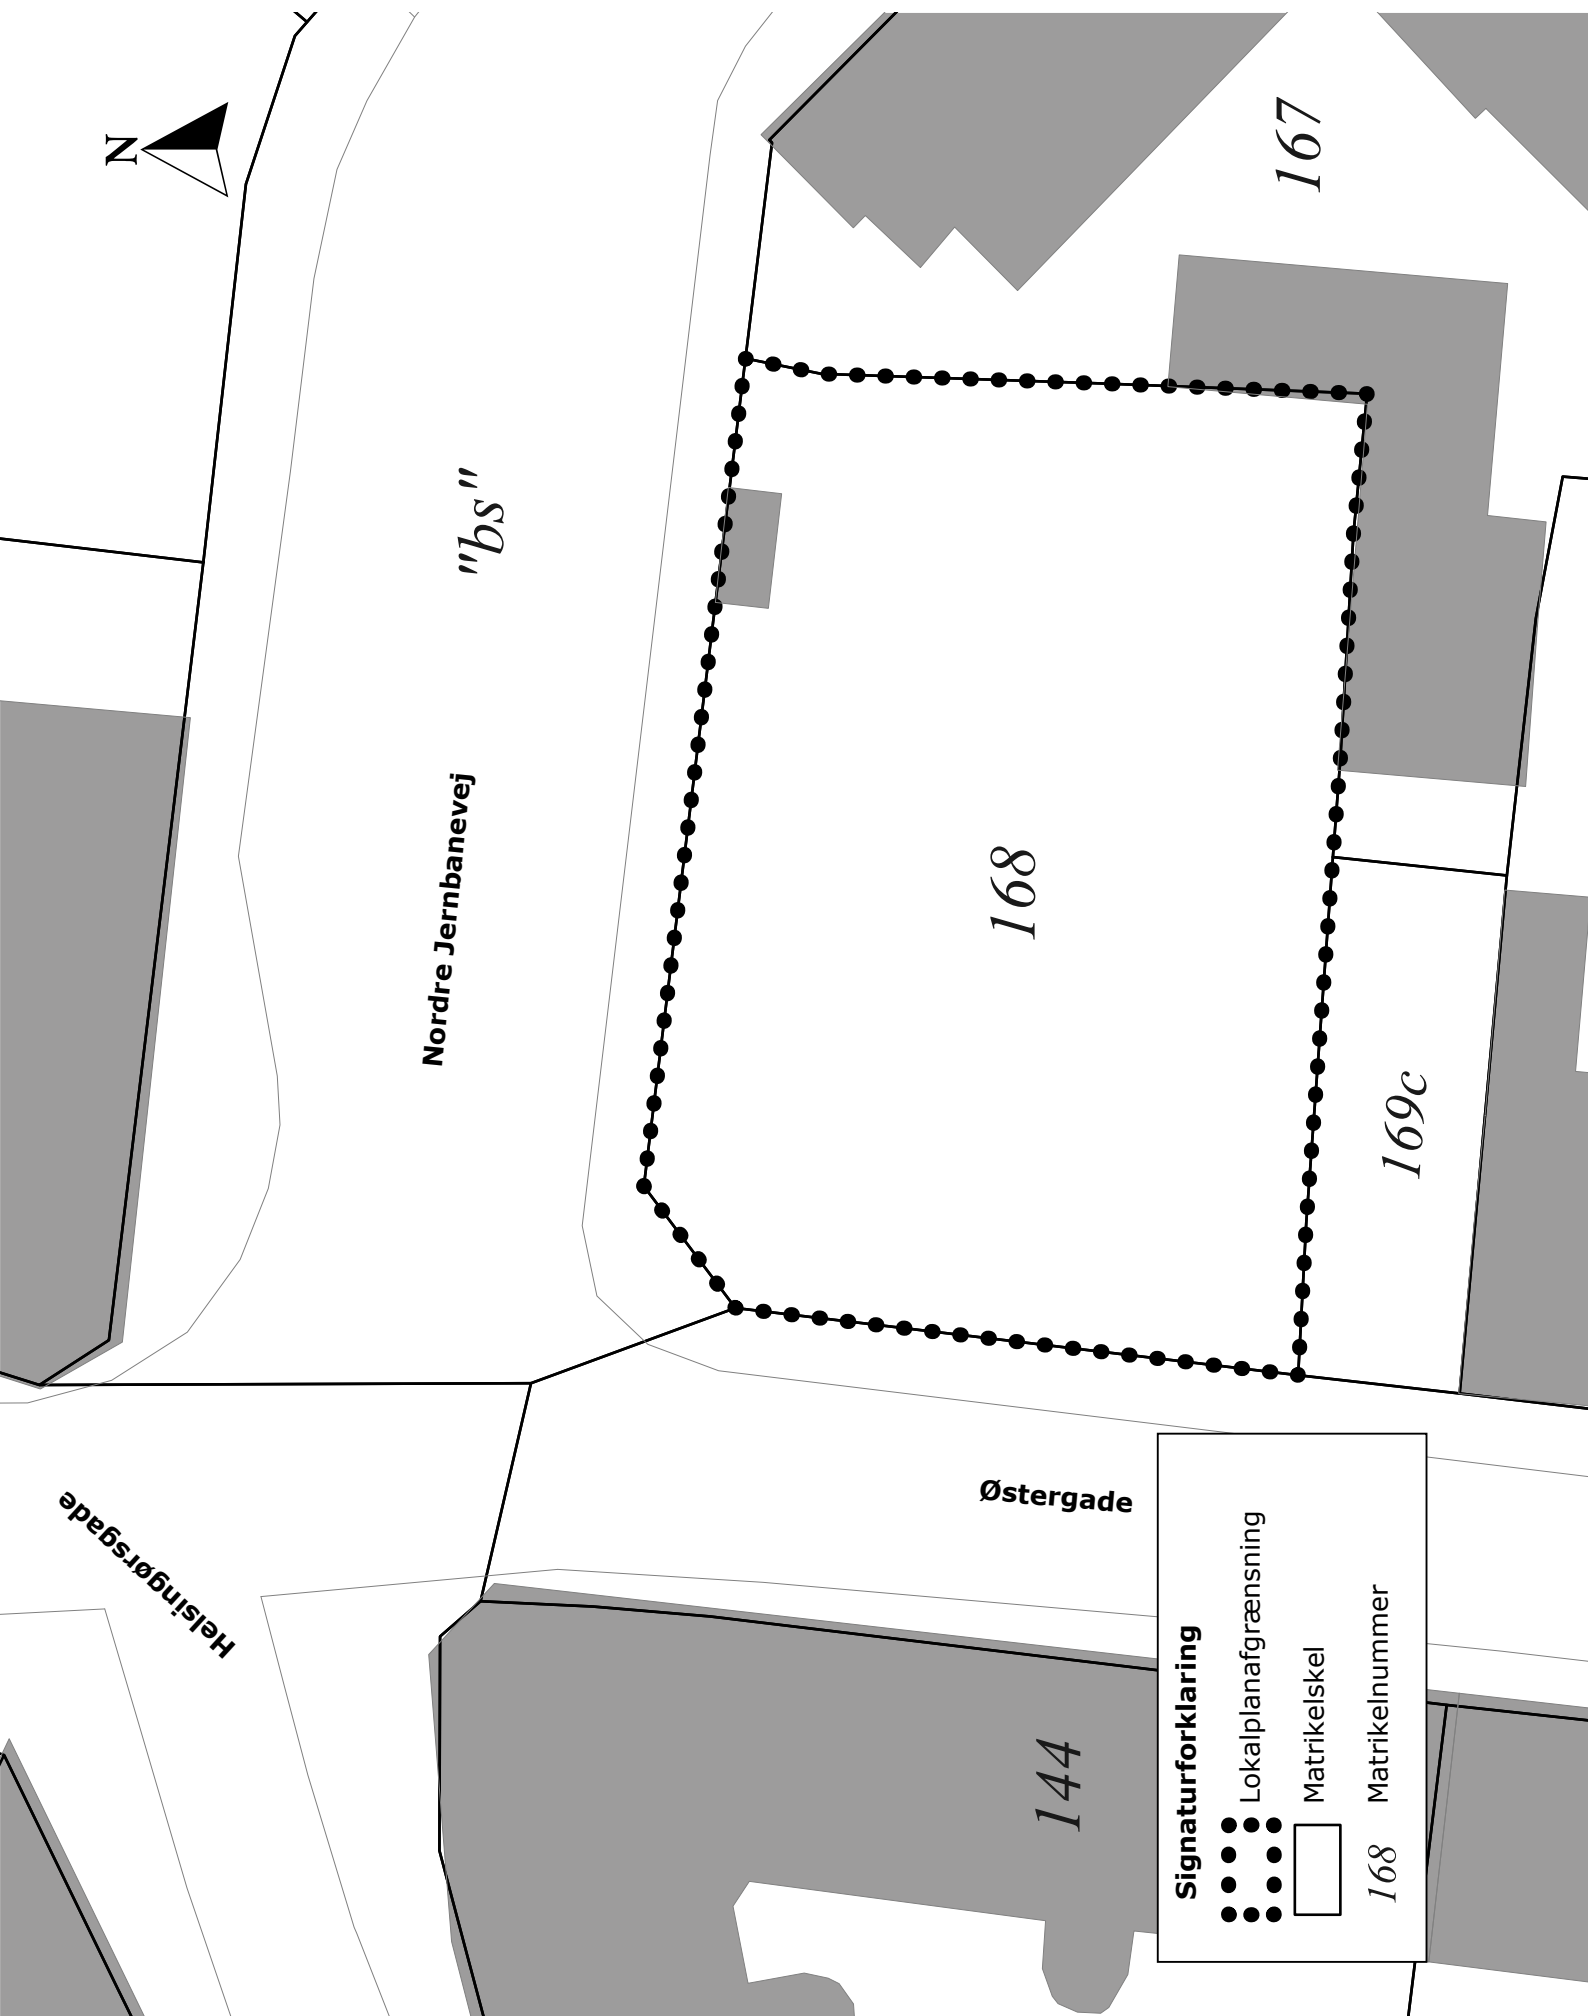 N
167
"bs"
Nordre Jernbanevej
168
169c
Østergade
Helsingørsgade
144
Signaturforklaring
Lokalplanafgrænsning
Matrikelskel
168 Matrikelnummer